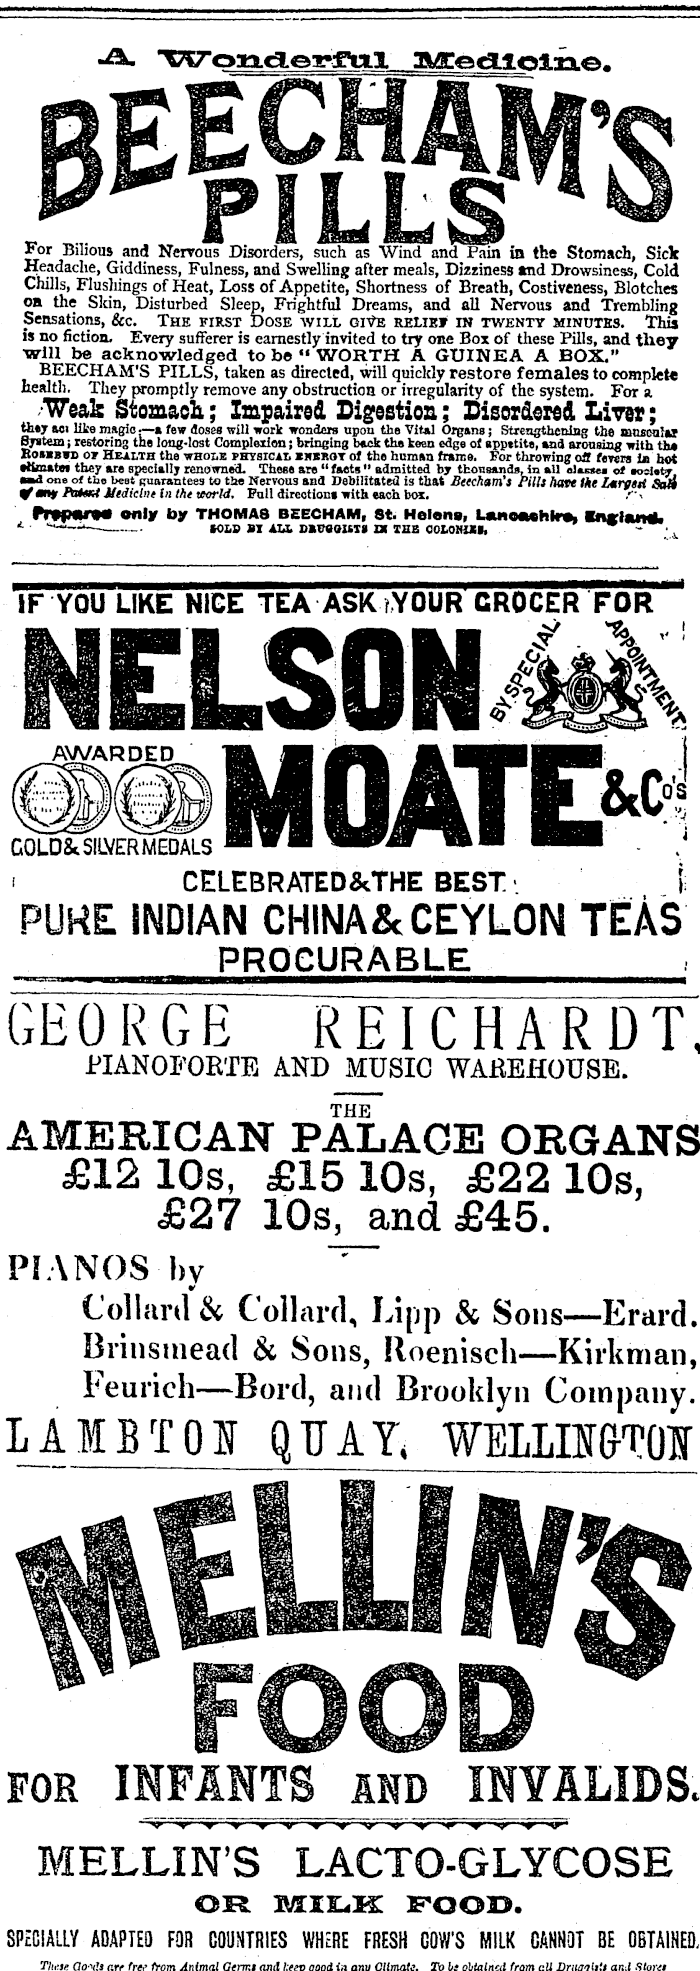 A Wonderful Medicine.
BEECHAM'S
PILLS
For Bilious and Nervous Disorders, such as Wind and Pain in the Stomach, Sick
Headache, Giddiness, Fulness, and Swelling after meals, Dizziness and Drowsiness, Cold
Chills, Flushings of Heat, Loss of Appetite, Shortness of Breath, Costiveness, Blotches
on the Skin, Disturbed Sleep, Frightful Dreams, and all Nervous and Trembling
Sensations, &c. THE FIRST DOSE WILL GIVE RELIEF IN TWENTY MINUTES. This
is no fiction. Every sufferer is earnestly invited to try one Box of these Pills, and they
will be acknowledged to be "WORTH A GUINEA A BOX."
BEECHAM'S PILLS, taken as directed, will quickly restore females to complete
health. They promptly remove any obstruction or irregularity of the system. For a
Weak Stomach; Impaired Digestion; Disordered Liver;
they act like magic:—a few doses will work wonders upon the Vital Organs; Strengthening the muscular
System; restoring the long-lost Complexion; bringing back the keen edge of appetite, and arousing with the
ROSEBUD OF HEALTH the WHOLE PHYSICAL ENERGY of the human frame. For throwing off fevers in hot
climates they are specially renowned. These are "facts" admitted by thousands, in all classes of society,
and one of the best guarantees to the Nervous and Debilitated is that Beecham's Pills have the Largest Sale
of any Patent Medicine in the world. Full directions with each box.
Prepared only by THOMAS BEECHAM, St. Helens, Lancashire, England.
SOLD BY ALL DRUGGISTS IN THE COLONIES.
IF YOU LIKE NICE TEA ASK YOUR GROCER FOR
NELSON
BY SPECIAL APPOINTMENT
AWARDED
MOATE & Co's
GOLD & SILVER MEDALS
CELEBRATED & THE BEST
PURE INDIAN CHINA & CEYLON TEAS
PROCURABLE
GEORGE REICHARDT,
PIANOFORTE AND MUSIC WAREHOUSE.
THE
AMERICAN PALACE ORGANS
£12 10s, £15 10s, £22 10s,
£27 10s, and £45.
PIANOS by
Collard & Collard, Lipp & Sons—Erard.
Brinsmead & Sons, Roenisch—Kirkman,
Feurich—Bord, and Brooklyn Company.
LAMBTON QUAY, WELLINGTON
MELLIN'S
FOOD
FOR INFANTS AND INVALIDS.
MELLIN'S LACTO-GLYCOSE
OR MILK FOOD.
SPECIALLY ADAPTED FOR COUNTRIES WHERE FRESH COW'S MILK CANNOT BE OBTAINED.
These Goods are free from Animal Germs and keep good in any Climate. To be obtained from all Druggists and Stores